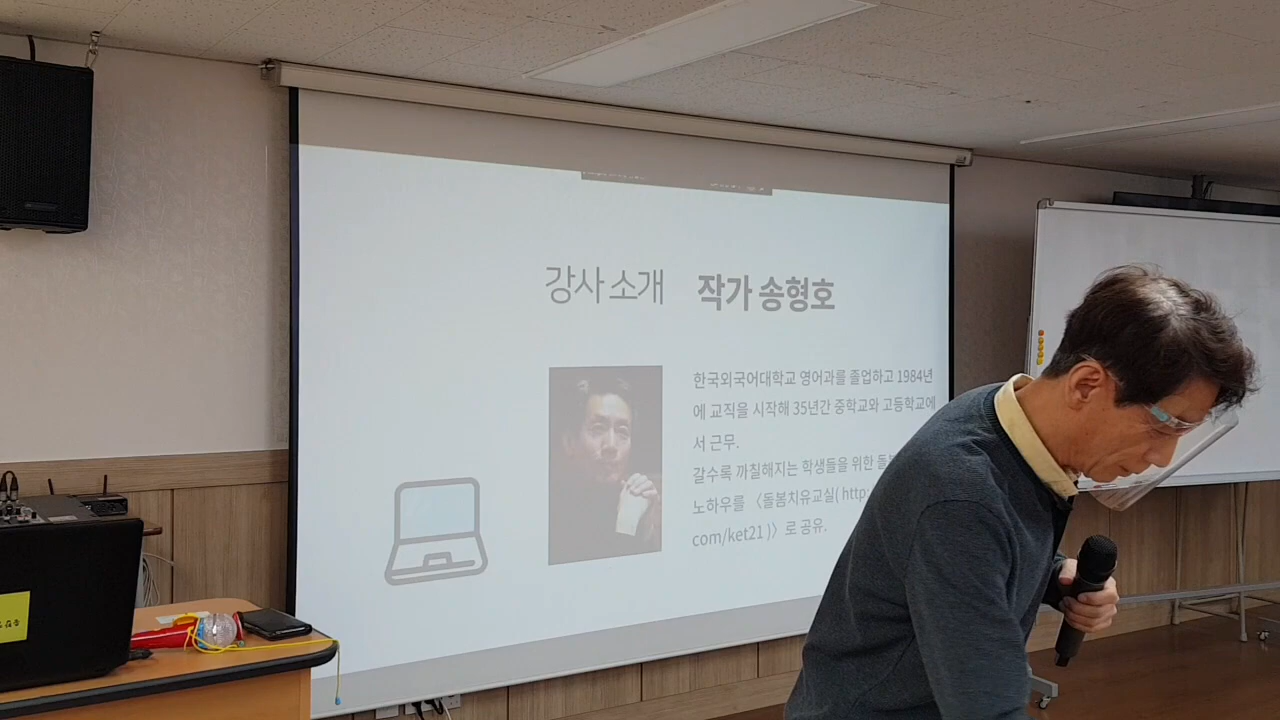 강사 소개 작가 송형호
한국외국어대학교 영어과를 졸업하고 1984년
에 교직을 시작해 35년간 중학교와 고등학교에
서 근무.
갈수록 까칠해지는 학생들을 위한
노하우를 〈돌봄치유교실( http:
com/ket21 )〉로 공유.